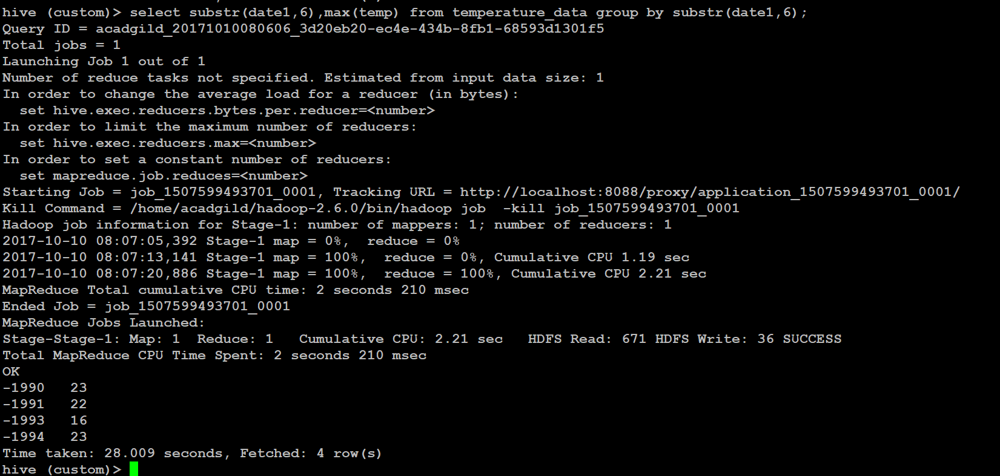 hive (custom)> select substr(date1,6),max(temp) from temperature_data group by substr(date1,6);
Query ID = acadgild_20171010080606_3d20eb20-ec4e-434b-8fb1-68593d1301f5
Total jobs = 1
Launching Job 1 out of 1
Number of reduce tasks not specified. Estimated from input data size: 1
In order to change the average load for a reducer (in bytes):
  set hive.exec.reducers.bytes.per.reducer=<number>
In order to limit the maximum number of reducers:
  set hive.exec.reducers.max=<number>
In order to set a constant number of reducers:
  set mapreduce.job.reduces=<number>
Starting Job = job_1507599493701_0001, Tracking URL = http://localhost:8088/proxy/application_1507599493701_0001/
Kill Command = /home/acadgild/hadoop-2.6.0/bin/hadoop job  -kill job_1507599493701_0001
Hadoop job information for Stage-1: number of mappers: 1; number of reducers: 1
2017-10-10 08:07:05,392 Stage-1 map = 0%,  reduce = 0%
2017-10-10 08:07:13,141 Stage-1 map = 100%,  reduce = 0%, Cumulative CPU 1.19 sec
2017-10-10 08:07:20,886 Stage-1 map = 100%,  reduce = 100%, Cumulative CPU 2.21 sec
MapReduce Total cumulative CPU time: 2 seconds 210 msec
Ended Job = job_1507599493701_0001
MapReduce Jobs Launched:
Stage-Stage-1: Map: 1  Reduce: 1   Cumulative CPU: 2.21 sec   HDFS Read: 671 HDFS Write: 36 SUCCESS
Total MapReduce CPU Time Spent: 2 seconds 210 msec
OK
-1990   23
-1991   22
-1993   16
-1994   23
Time taken: 28.009 seconds, Fetched: 4 row(s)
hive (custom)>